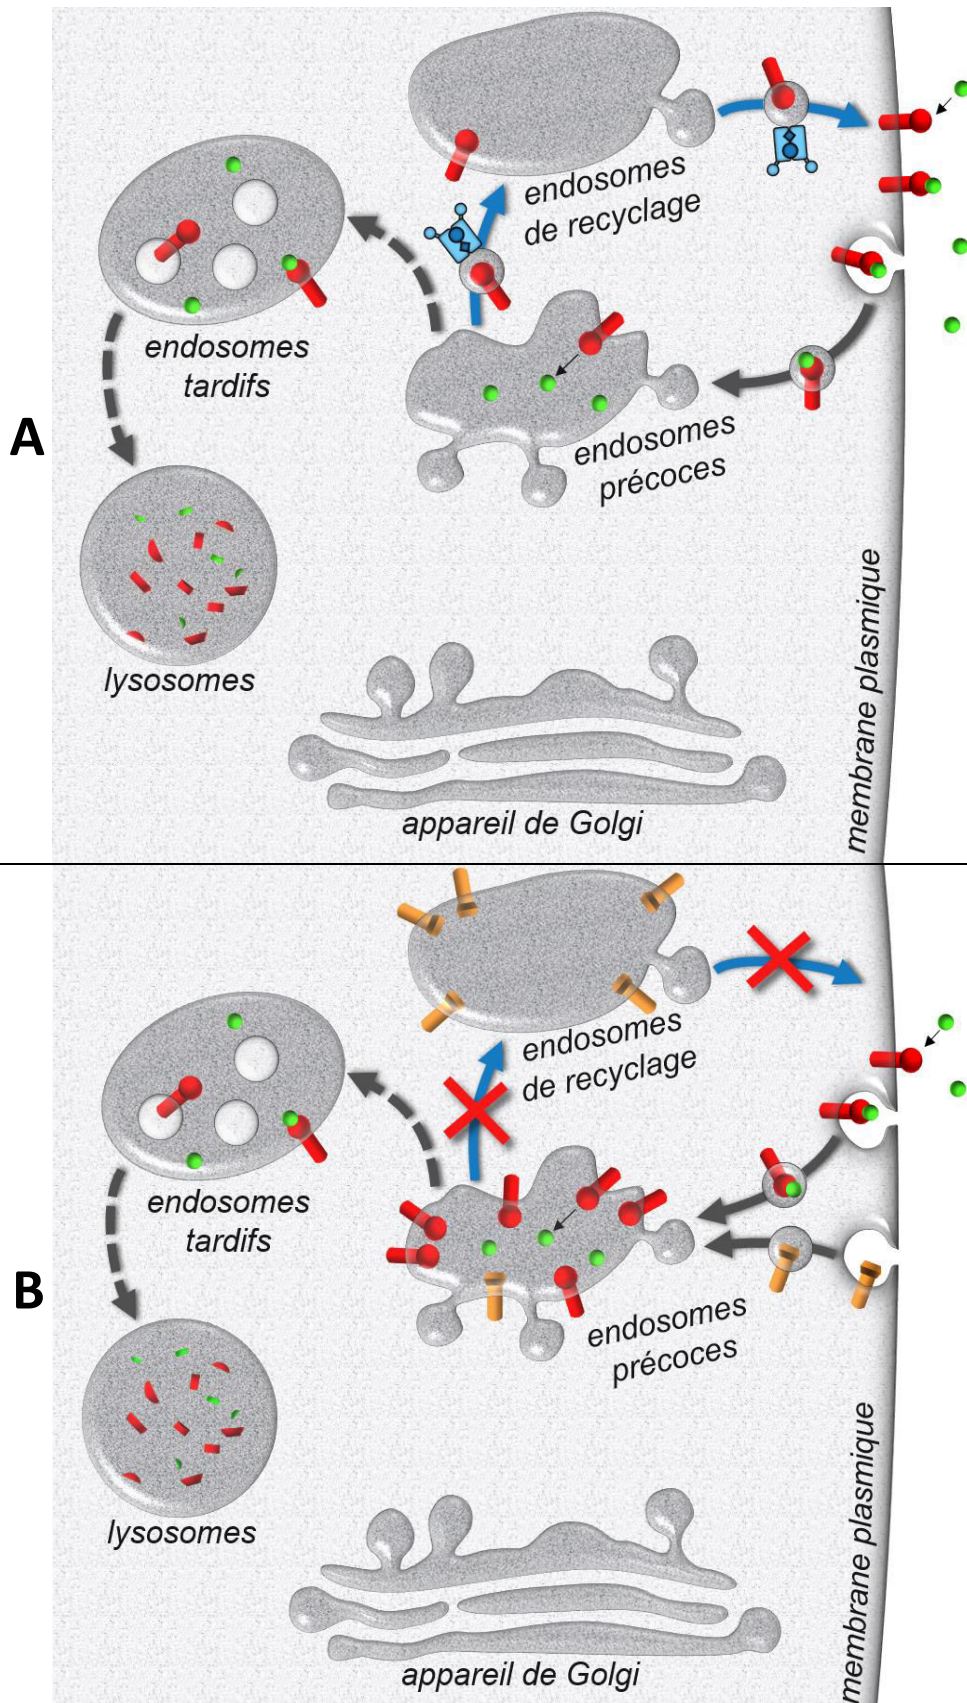 endosomes
de recyclage
endosomes
tardifs
A
endosomes
précoces
lysosomes
membrane plasmique
appareil de Golgi
endosomes
de recyclage
endosomes
tardifs
B
endosomes
précoces
lysosomes
membrane plasmique
appareil de Golgi